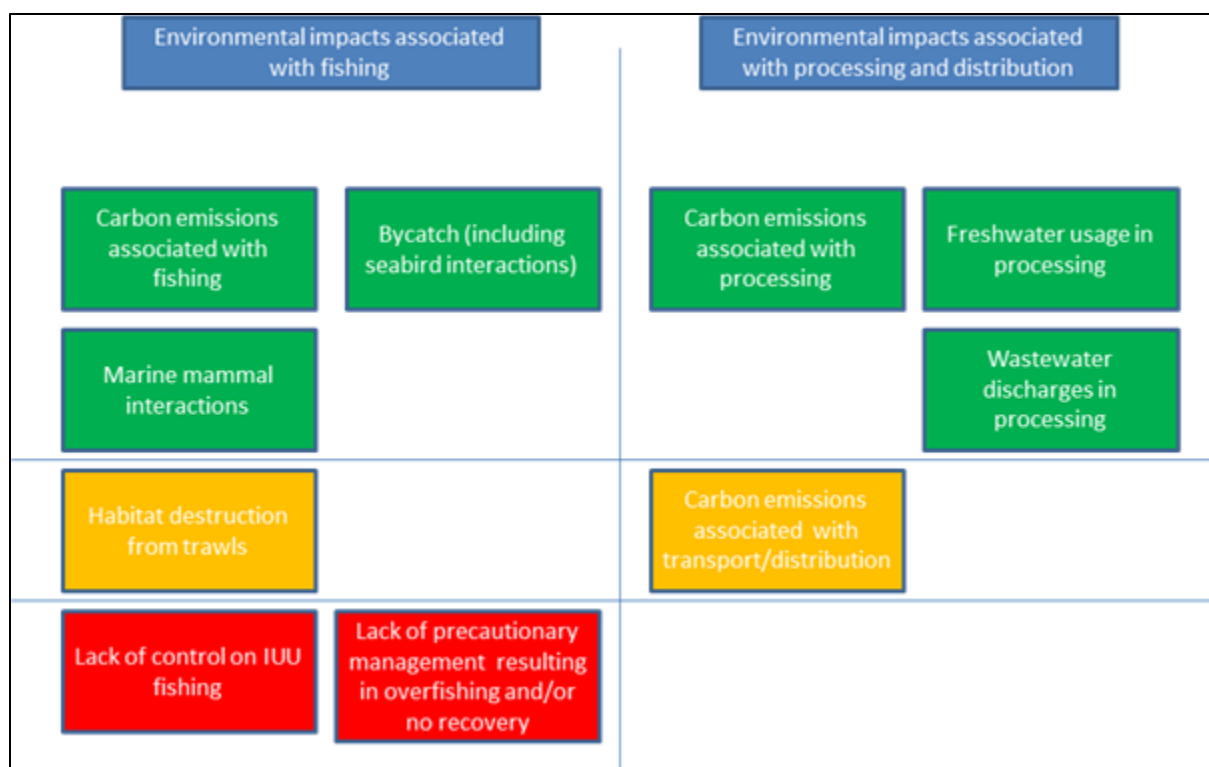 Environmental impacts associated
with fishing
Environmental impacts associated
with processing and distribution
Carbon emissions
associated with
fishing
Bycatch (including
seabird interactions)
Carbon emissions
associated with
processing
Freshwater usage in
processing
Marine mammal
interactions
Wastewater
discharges in
processing
Habitat destruction
from trawls
Carbon emissions
associated with
transport/distribution
Lack of control on IUU
fishing
Lack of precautionary
management resulting
in overfishing and/or
no recovery